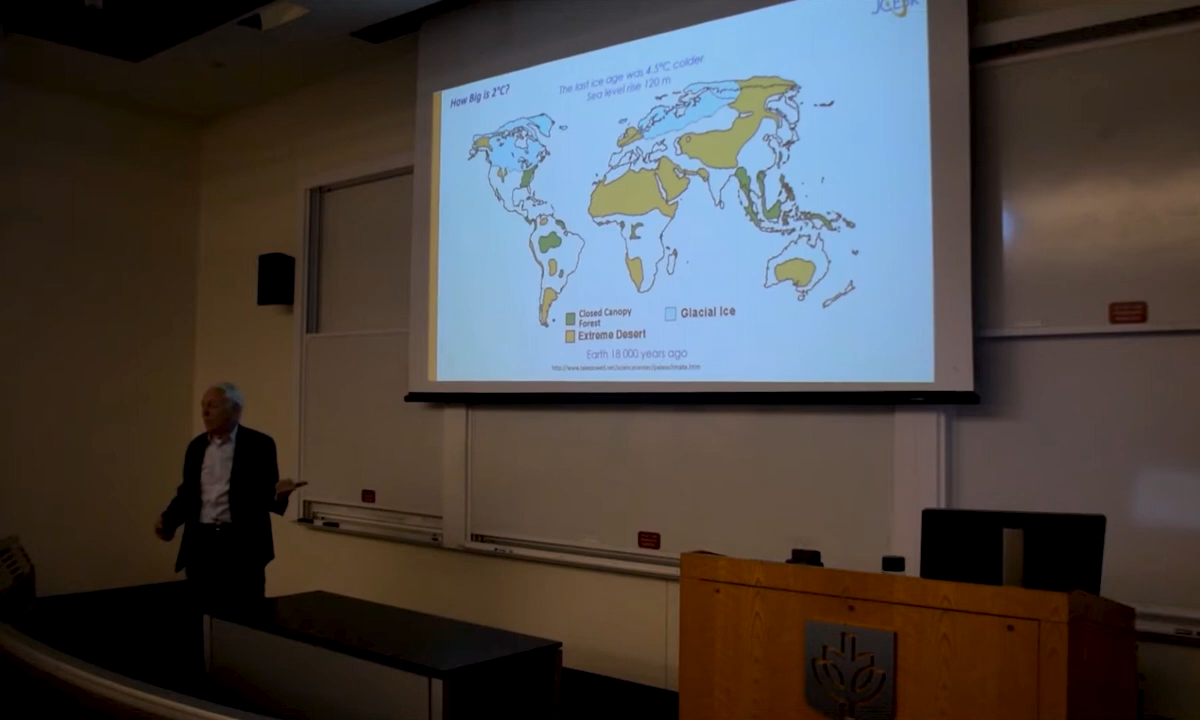 JCESR
How Big is 2°C?
The last ice age was 4.5°C colder
Sea level rise 120 m
Closed Canopy
Forest
Glacial Ice
Extreme Desert
Earth 18 000 years ago